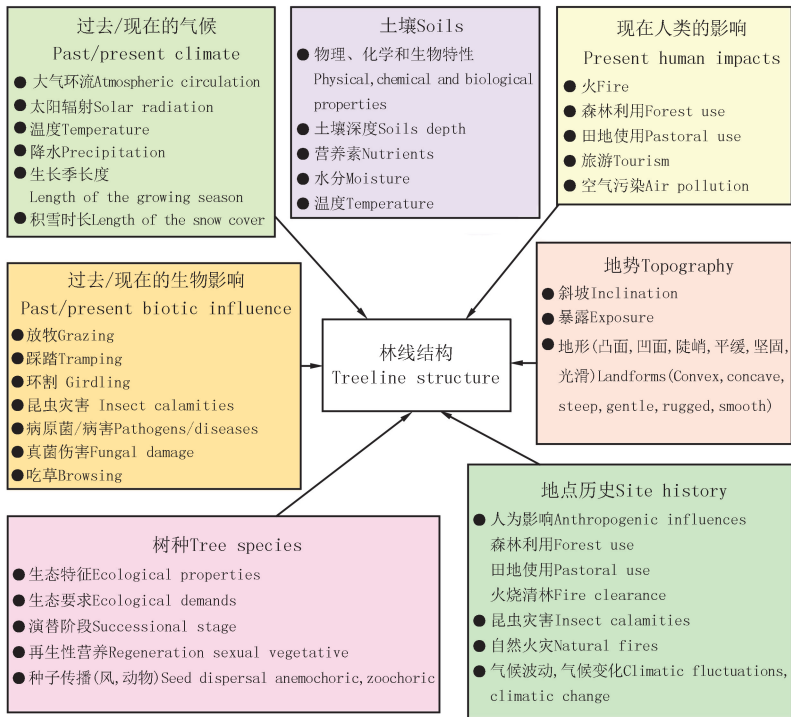 过去/现在的气候
Past/present climate
● 大气环流Atmospheric circulation
● 太阳辐射Solar radiation
● 温度Temperature
● 降水Precipitation
● 生长季长度
Length of the growing season
● 积雪时长Length of the snow cover
土壤Soils
● 物理、化学和生物特性
Physical,chemical and biological
properties
● 土壤深度Soils depth
● 营养素Nutrients
● 水分Moisture
● 温度Temperature
现在人类的影响
Present human impacts
● 火Fire
● 森林利用Forest use
● 田地使用Pastoral use
● 旅游Tourism
● 空气污染Air pollution
过去/现在的生物影响
Past/present biotic influence
● 放牧Grazing
● 踩踏Tramping
● 环割 Girdling
● 昆虫灾害 Insect calamities
● 病原菌/病害Pathogens/diseases
● 真菌伤害Fungal damage
● 吃草Browsing
林线结构
Treeline structure
地势Topography
● 斜坡Inclination
● 暴露Exposure
● 地形(凸面,凹面,陡峭,平缓,坚固,
光滑)Landforms(Convex,concave,
steep,gentle,rugged,smooth)
树种Tree species
● 生态特征Ecological properties
● 生态要求Ecological demands
● 演替阶段Successional stage
● 再生性营养Regeneration sexual vegetative
● 种子传播(风,动物)Seed dispersal anemochoric,zoochoric
地点历史Site history
● 人为影响Anthropogenic influences
森林利用Forest use
田地使用Pastoral use
火烧清林Fire clearance
● 昆虫灾害Insect calamities
● 自然火灾Natural fires
● 气候波动,气候变化Climatic fluctuations,
climatic change